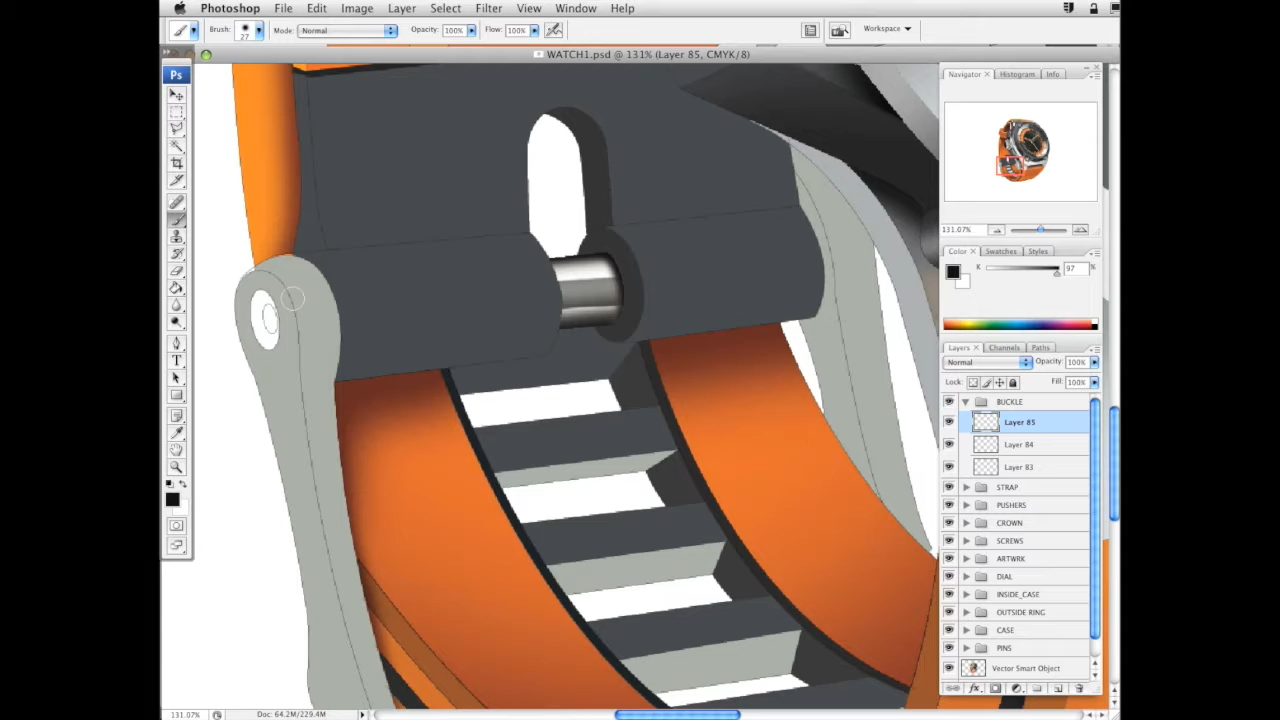 Photoshop File Edit Image Layer Select Filter View Window Help
Brush: 27 Mode: Normal Opacity: 100% Flow: 100% Workspace
WATCH1.psd @ 131% (Layer 85, CMYK/8)
Ps
T
Navigator × Histogram Info
131.07%
Color × Swatches Styles
K 97 %
Layers × Channels Paths
Normal Opacity: 100%
Lock: Fill: 100%
BUCKLE
Layer 85
Layer 84
Layer 83
STRAP
PUSHERS
CROWN
SCREWS
ARTWRK
DIAL
INSIDE_CASE
OUTSIDE RING
CASE
PINS
Vector Smart Object
fx
131.07% Doc: 64.2M/229.4M